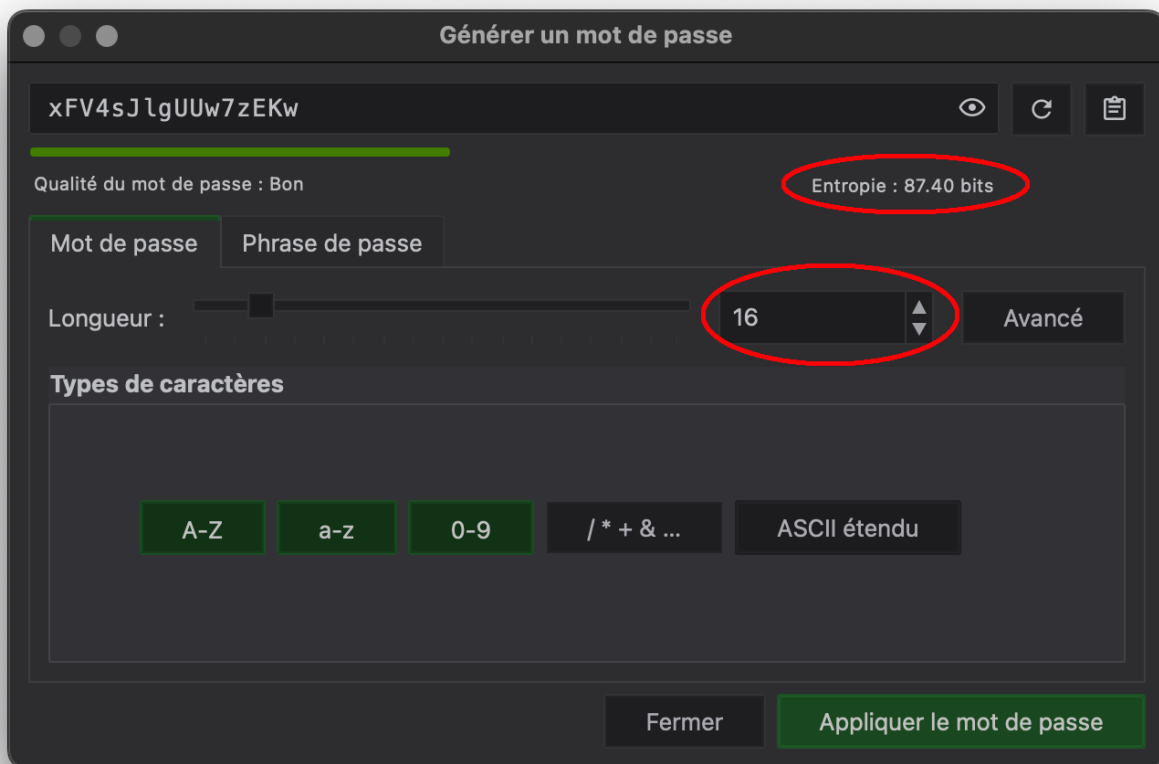 Générer un mot de passe
xFV4sJlgUUw7zEKw
Qualité du mot de passe : Bon
Entropie : 87.40 bits
Mot de passe
Phrase de passe
Longueur :
16
Avancé
Types de caractères
A-Z
a-z
0-9
/ * + & ...
ASCII étendu
Fermer
Appliquer le mot de passe